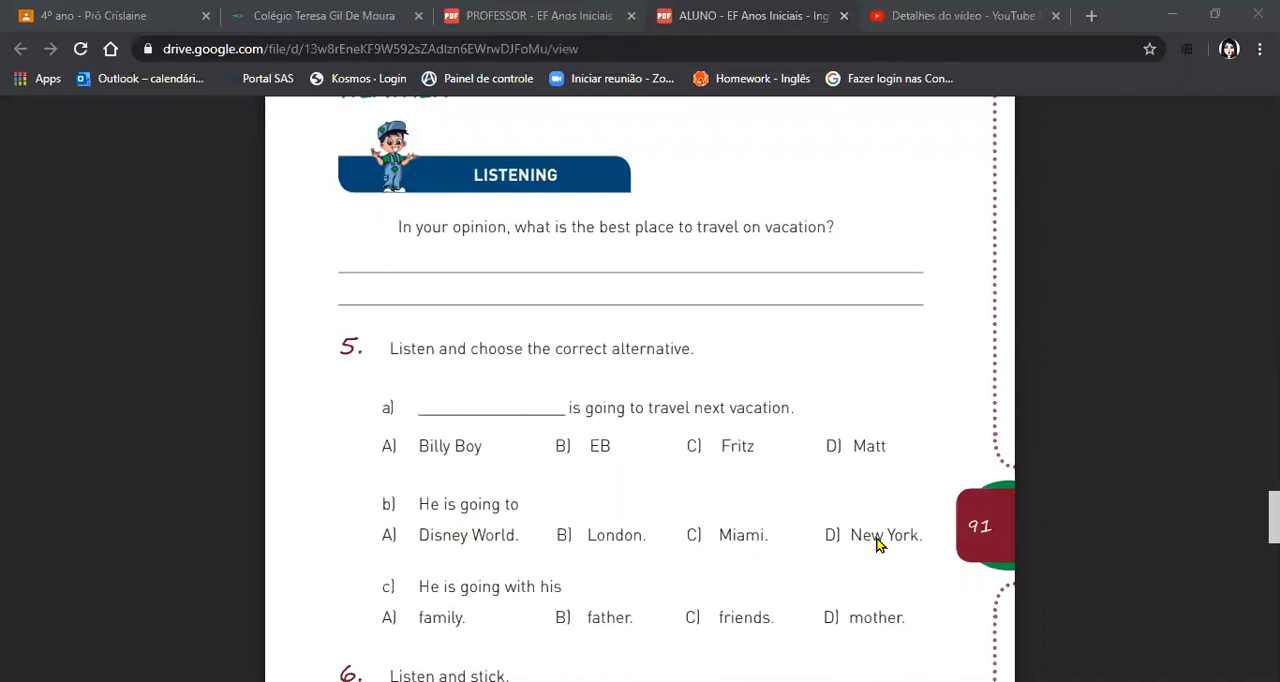 4º ano - Pró Crislaine
Colégio Teresa Gil De Moura
PDF PROFESSOR - EF Anos Iniciais
PDF ALUNO - EF Anos Iniciais - Ing
Detalhes do vídeo - YouTube
drive.google.com/file/d/13w8rEneKF9W592sZAdIzn6EWrwDJFoMu/view
Apps
Outlook – calendári...
Portal SAS
Kosmos · Login
Painel de controle
Iniciar reunião - Zo...
Homework - Inglês
Fazer login nas Con...
LISTENING
In your opinion, what is the best place to travel on vacation?
5. Listen and choose the correct alternative.
a) ________________ is going to travel next vacation.
A) Billy Boy B) EB C) Fritz D) Matt
b) He is going to
A) Disney World. B) London. C) Miami. D) New York.
91
c) He is going with his
A) family. B) father. C) friends. D) mother.
6. Listen and stick.